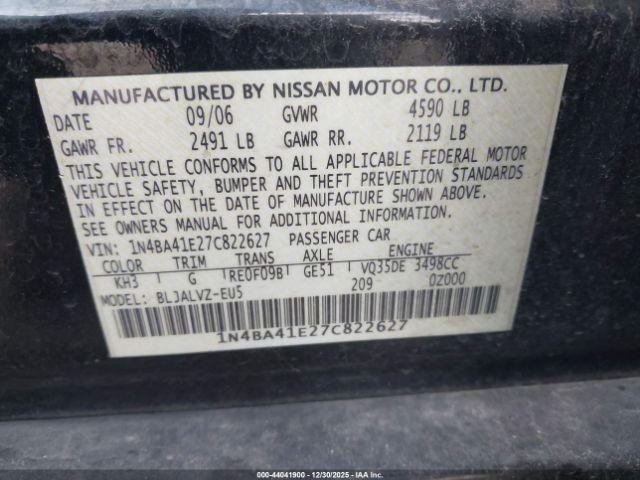 MANUFACTURED BY NISSAN MOTOR CO., LTD.
DATE 09/06 GVWR 4590 LB
GAWR FR. 2491 LB GAWR RR. 2119 LB
THIS VEHICLE CONFORMS TO ALL APPLICABLE FEDERAL MOTOR
VEHICLE SAFETY, BUMPER AND THEFT PREVENTION STANDARDS
IN EFFECT ON THE DATE OF MANUFACTURE SHOWN ABOVE.
SEE OWNERS MANUAL FOR ADDITIONAL INFORMATION.
VIN: 1N4BA41E27C822627 PASSENGER CAR
COLOR TRIM TRANS AXLE ENGINE
KH3 G RE0F09B GE51 VQ35DE 3498CC
MODEL: BLJALVZ-EU5 209 0Z000
1N4BA41E27C822627
000-44041900 - 12/30/2025 - IAA Inc.